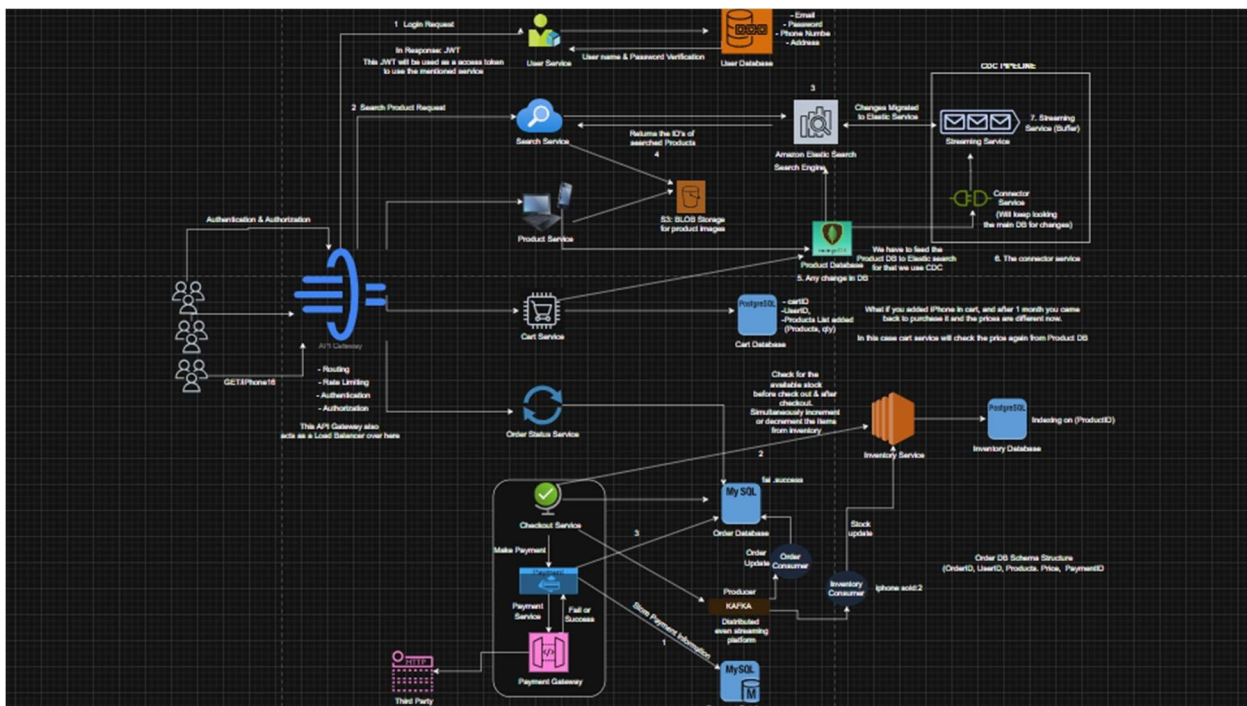 1 Login Request
In Response: JWT
This JWT will be used as a access token
to use the mentioned service
User Service
User name & Password Verification
User Database
- Email
- Password
- Phone Numbe
- Address
2 Search Product Request
Search Service
Returns the ID's of
searched Products
4
3
Amazon Elastic Search
Search Engine
Changes Migrated
to Elastic Service
CDC PIPELINE
Streaming Service
7. Streaming
Service (Buffer)
Connector
Service
(Will keep looking
the main DB for changes)
6. The connector service
Authentication & Authorization
Product Service
S3: BLOB Storage
for product images
Product Database
5. Any change in DB
We have to feed the
Product DB to Elastic search
for that we use CDC
API Gateway
GET/iPhone16
- Routing
- Rate Limiting
- Authentication
- Authorization
This API Gateway also
acts as a Load Balancer over here
Cart Service
PostgreSQL
Cart Database
- cartID
-UserID,
-Products List added
(Products, qty)
What if you added iPhone in cart, and after 1 month you came
back to purchase it and the prices are different now.
In this case cart service will check the price again from Product DB
Order Status Service
Check for the
available stock
before check out & after
checkout.
Simultaneously increment
or decrement the items
from inventory
2
Inventory Service
PostgreSQL
Inventory Database
Indexing on (ProductID)
Checkout Service
My SQL
Order Database
fai .success
3
Make Payment
Payment
Service
Fail or
Success
Payment Gateway
HTTP
Third Party
Store Payment Information
1
MySQL
M
Order
Update
Order
Consumer
Producer
KAFKA
Distributed
even streaming
platform
Stock
update
Inventory
Consumer
iphone sold:2
Order DB Schema Structure
(OrderID, UserID, Products. Price, PaymentID